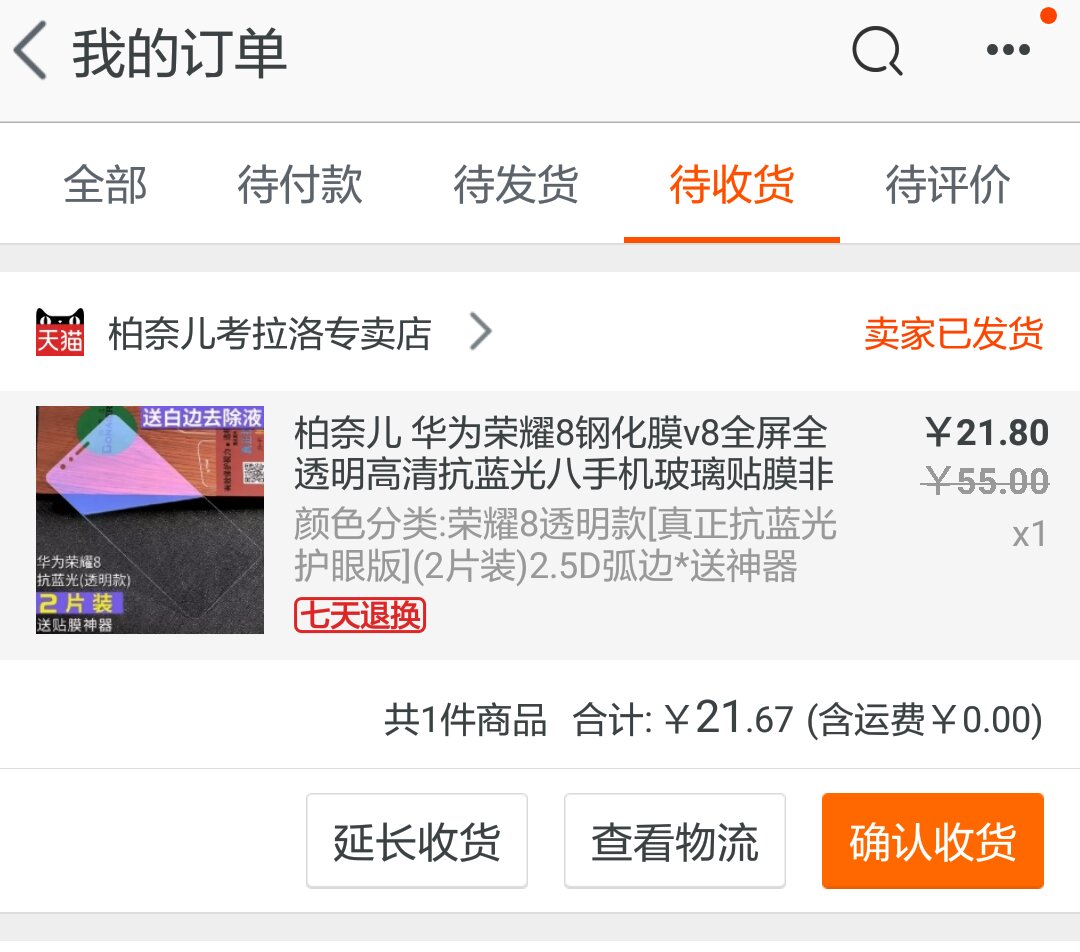 我的订单
全部 待付款 待发货 待收货 待评价
天猫 柏奈儿考拉洛专卖店 卖家已发货
送白边去除液
华为荣耀8
抗蓝光(透明款)
2片装
送贴膜神器
柏奈儿 华为荣耀8钢化膜v8全屏全 ￥21.80
透明高清抗蓝光八手机玻璃贴膜非 ￥55.00
颜色分类:荣耀8透明款[真正抗蓝光 x1
护眼版](2片装)2.5D弧边*送神器
七天退换
共1件商品 合计:￥21.67 (含运费￥0.00)
延长收货 查看物流 确认收货